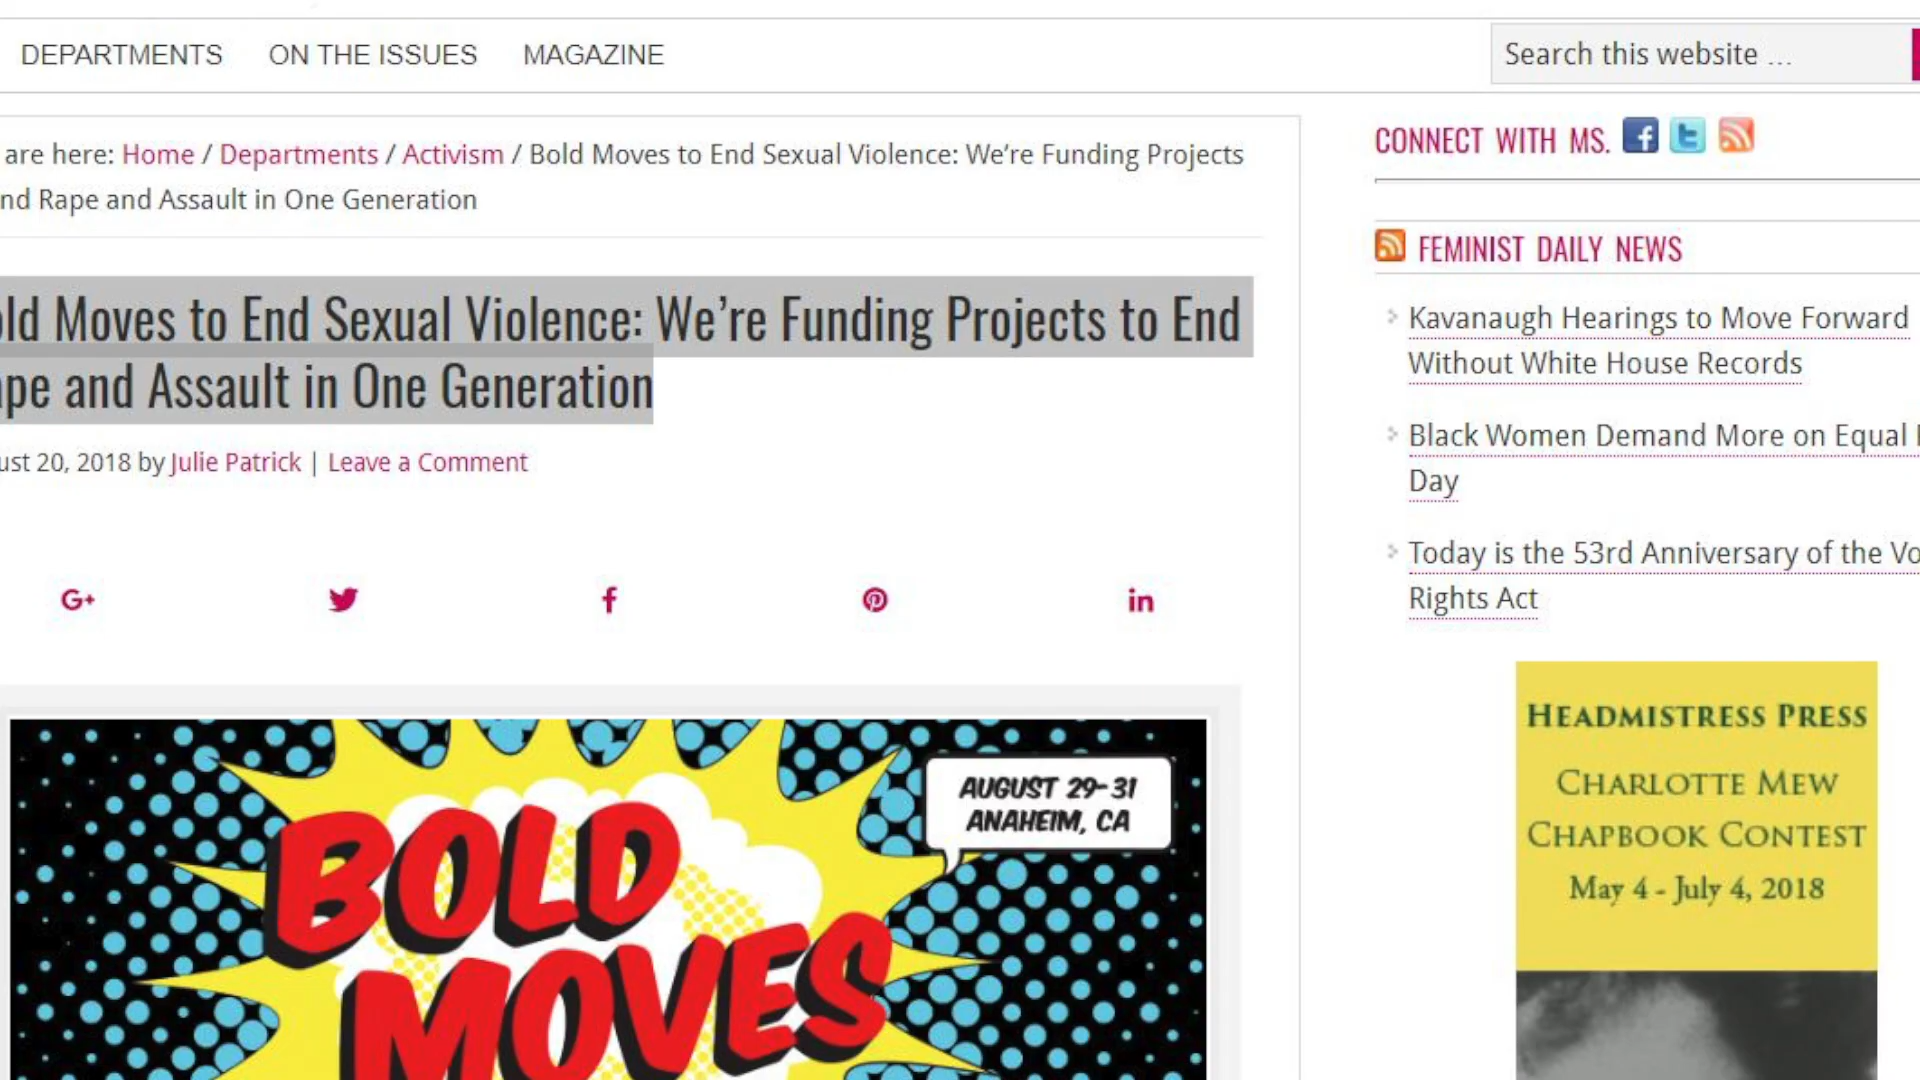 DEPARTMENTS ON THE ISSUES MAGAZINE
Search this website ...
are here: Home / Departments / Activism / Bold Moves to End Sexual Violence: We’re Funding Projects
nd Rape and Assault in One Generation
old Moves to End Sexual Violence: We’re Funding Projects to End
ape and Assault in One Generation
ust 20, 2018 by Julie Patrick | Leave a Comment
G+
AUGUST 29-31
ANAHEIM, CA
BOLD
MOVES
CONNECT WITH MS.
FEMINIST DAILY NEWS
Kavanaugh Hearings to Move Forward
Without White House Records
Black Women Demand More on Equal
Day
Today is the 53rd Anniversary of the Vo
Rights Act
HEADMISTRESS PRESS
CHARLOTTE MEW
CHAPBOOK CONTEST
May 4 - July 4, 2018